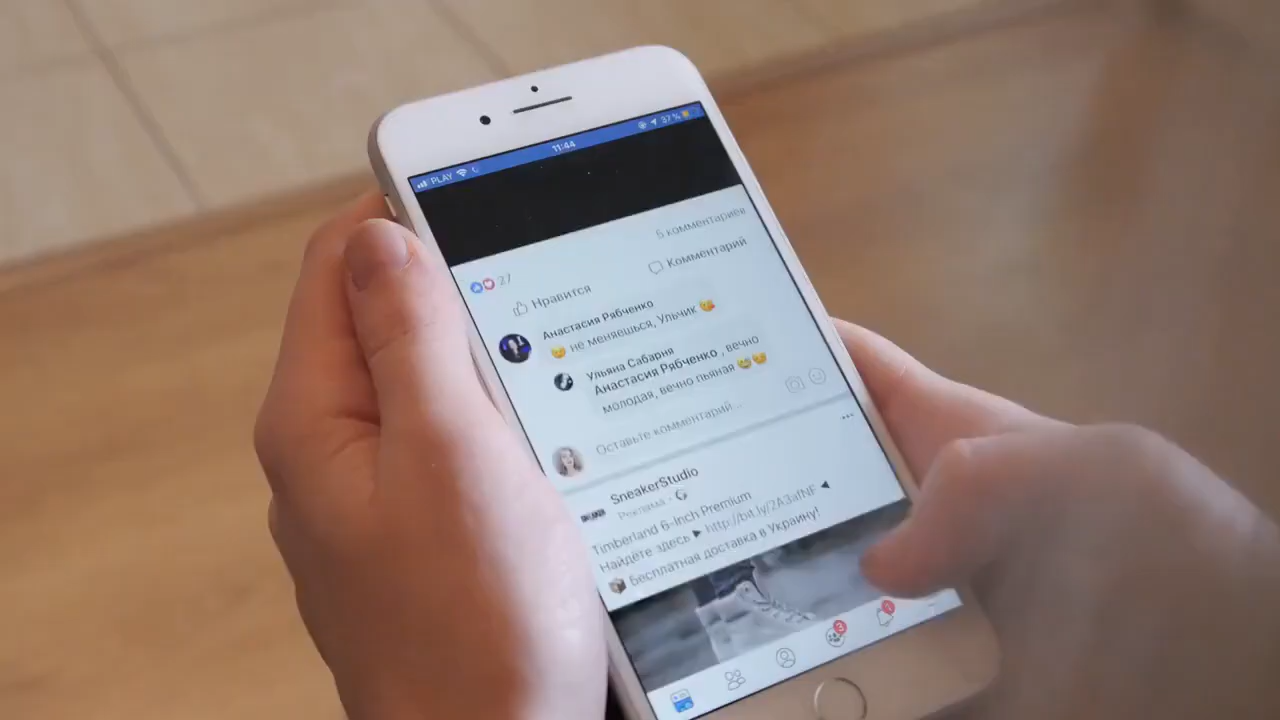 PLAY
11:44
37 %
5 комментариев
27
Нравится
Комментарий
Анастасия Рябченко
не меняешься, Ульчик
Ульяна Сабарня
Анастасия Рябченко , вечно
молодая, вечно пьяная
Оставьте комментарий...
SneakerStudio
Реклама ·
Timberland 6-Inch Premium
Найдёте здесь ► http://bit.ly/2A3afNF ◄
Бесплатная доставка в Украину!
3
1